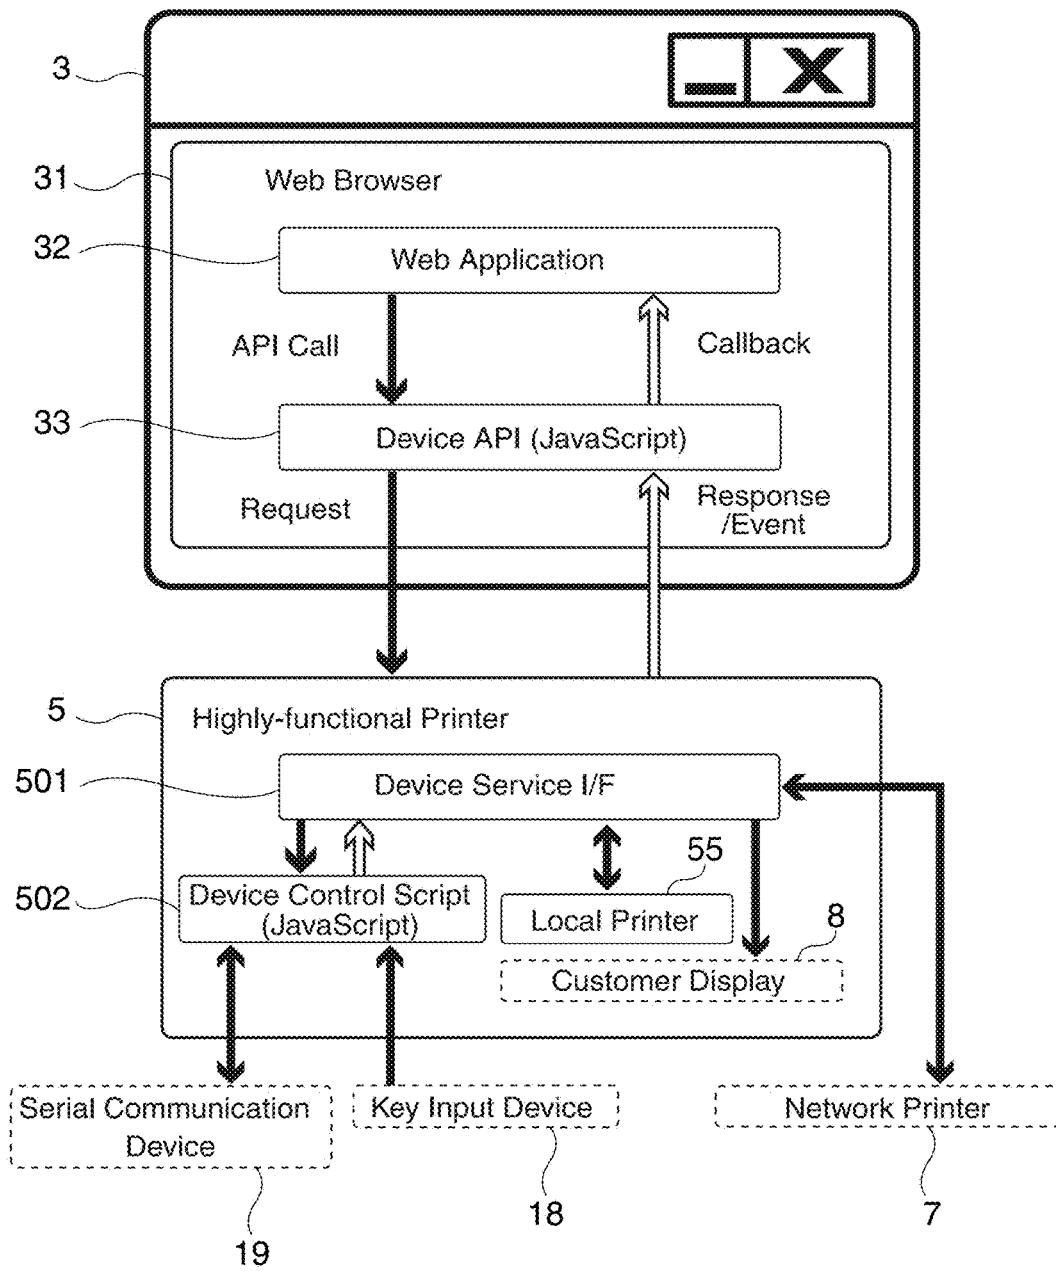 3
31
Web Browser
32
Web Application
API Call
Callback
33
Device API (JavaScript)
Request
Response
/Event
5
Highly-functional Printer
501
Device Service I/F
55
502
Device Control Script
(JavaScript)
Local Printer
8
Customer Display
Serial Communication
Device
Key Input Device
Network Printer
19
18
7